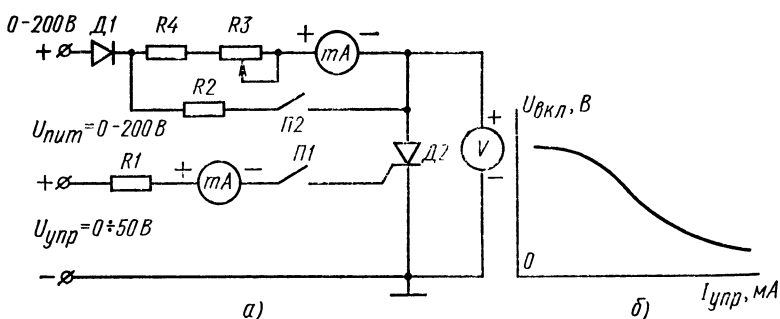 0-200В Д1 R4 R3 + mA -
+
R2
П2
Uпит=0-200В
+ R1 + mA - П1 Д2
+ V -
Uупр=0÷50В
-
а)
Uвкл, В
0
Iупр, мА
б)